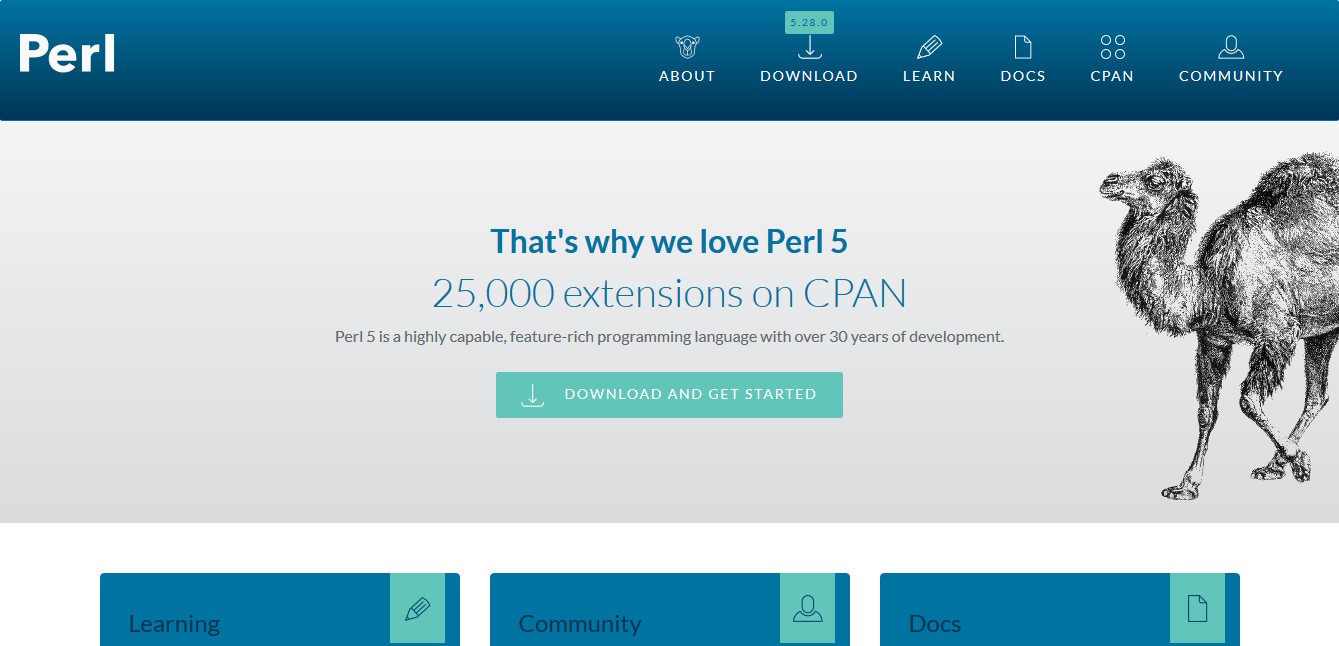 Perl
5.28.0
ABOUT
DOWNLOAD
LEARN
DOCS
CPAN
COMMUNITY
That's why we love Perl 5
25,000 extensions on CPAN
Perl 5 is a highly capable, feature-rich programming language with over 30 years of development.
DOWNLOAD AND GET STARTED
Learning
Community
Docs